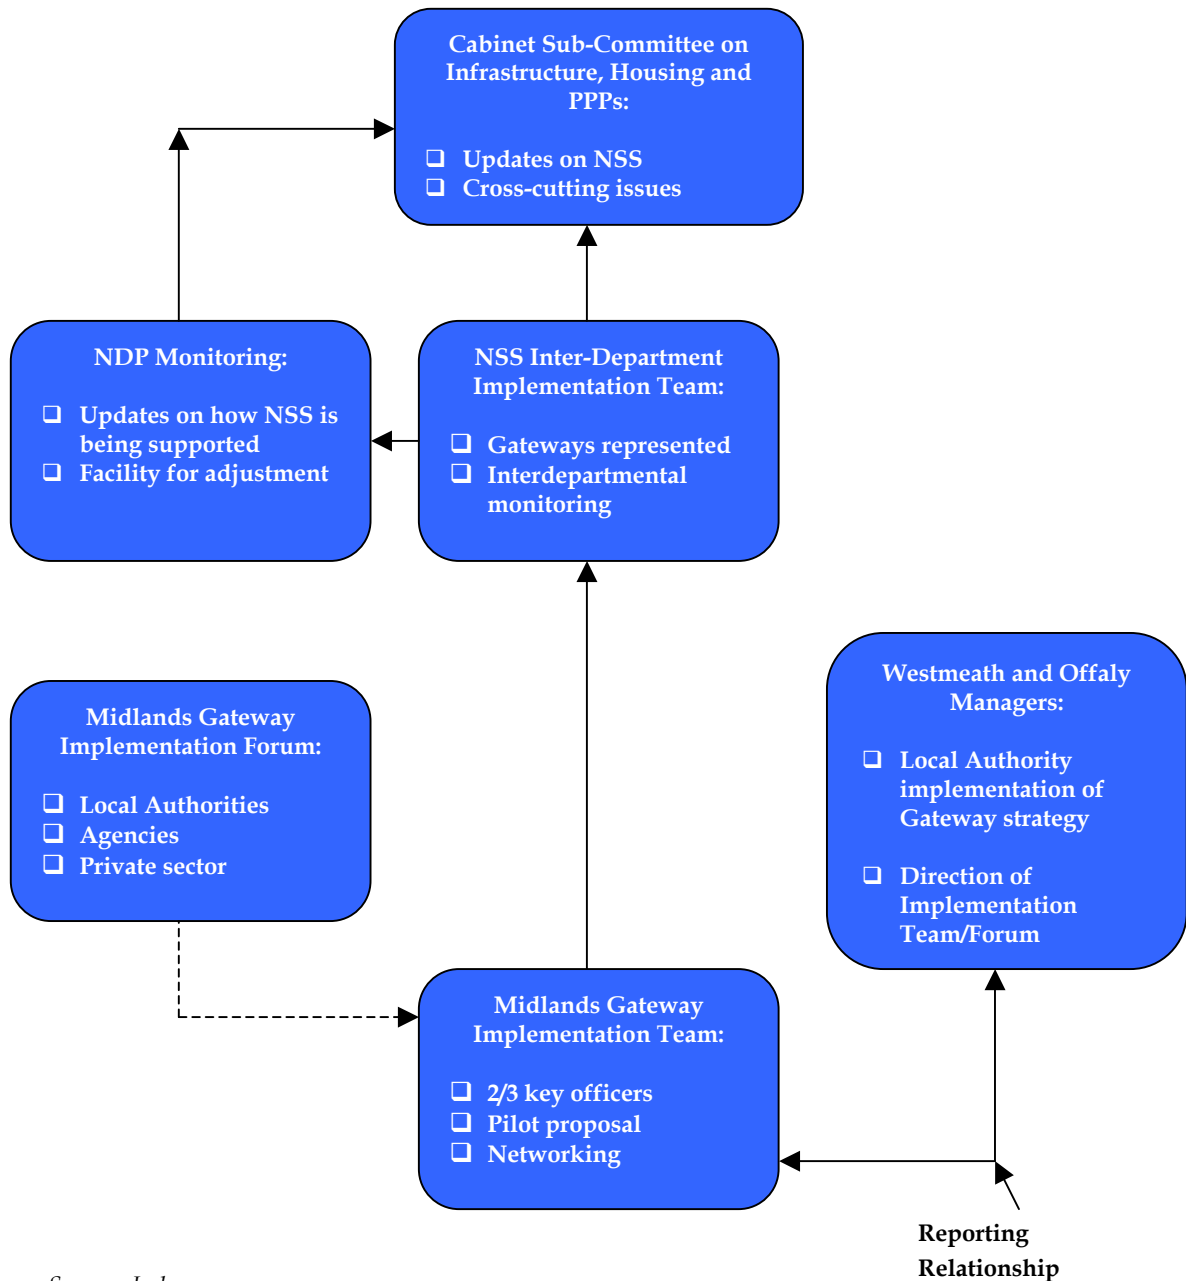 Cabinet Sub-Committee on
Infrastructure, Housing and
PPPs:
❑ Updates on NSS
❑ Cross-cutting issues
NDP Monitoring:
❑ Updates on how NSS is
being supported
❑ Facility for adjustment
NSS Inter-Department
Implementation Team:
❑ Gateways represented
❑ Interdepartmental
monitoring
Midlands Gateway
Implementation Forum:
❑ Local Authorities
❑ Agencies
❑ Private sector
Westmeath and Offaly
Managers:
❑ Local Authority
implementation of
Gateway strategy
❑ Direction of
Implementation
Team/Forum
Midlands Gateway
Implementation Team:
❑ 2/3 key officers
❑ Pilot proposal
❑ Networking
Reporting
Relationship